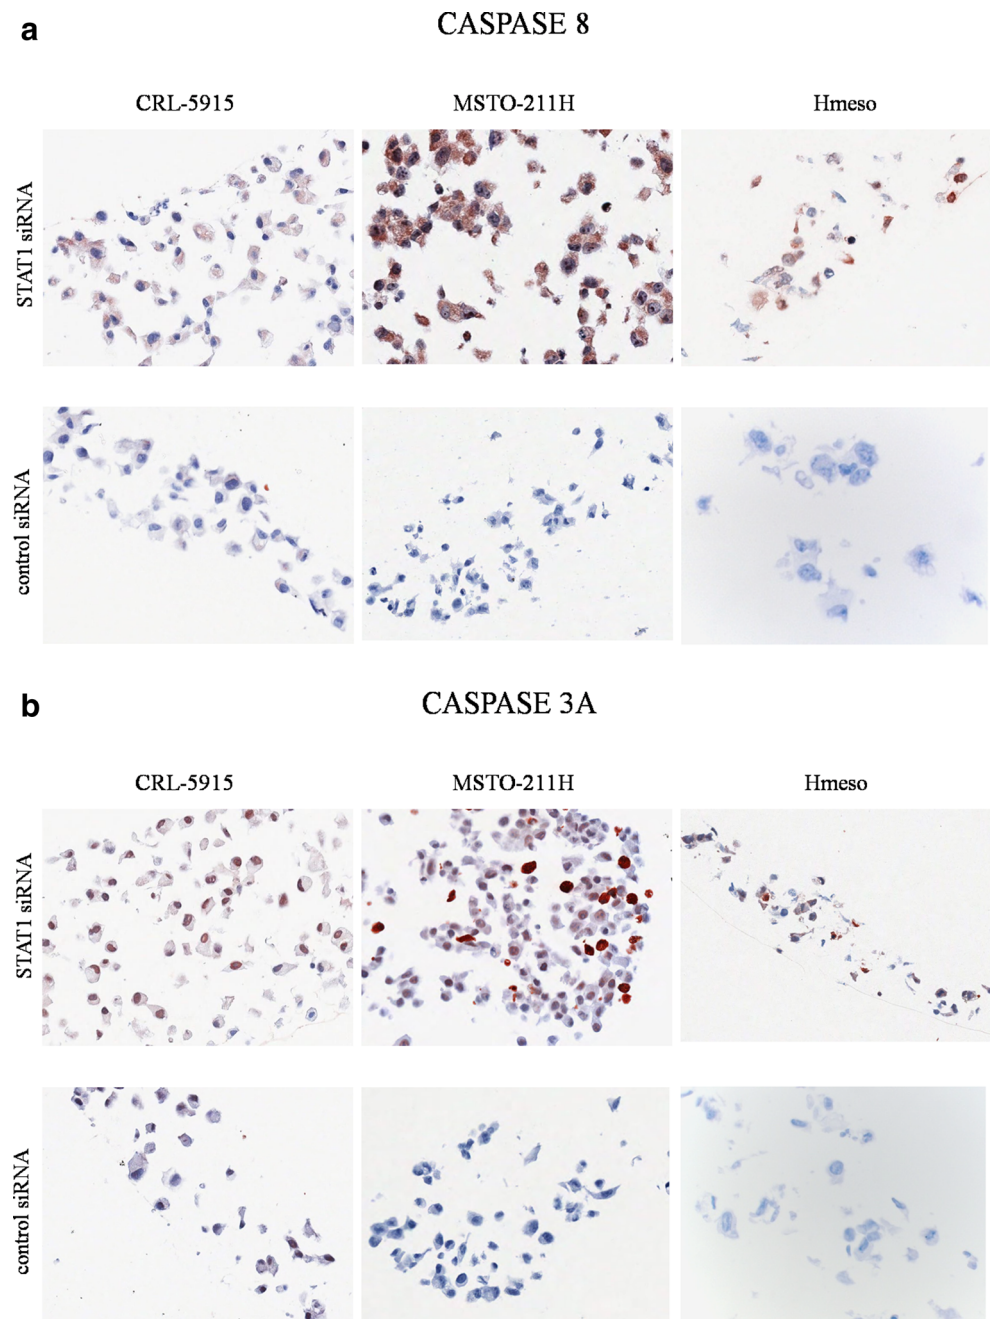 a
CASPASE 8
CRL-5915
MSTO-211H
Hmeso
STAT1 siRNA
control siRNA
b
CASPASE 3A
CRL-5915
MSTO-211H
Hmeso
STAT1 siRNA
control siRNA